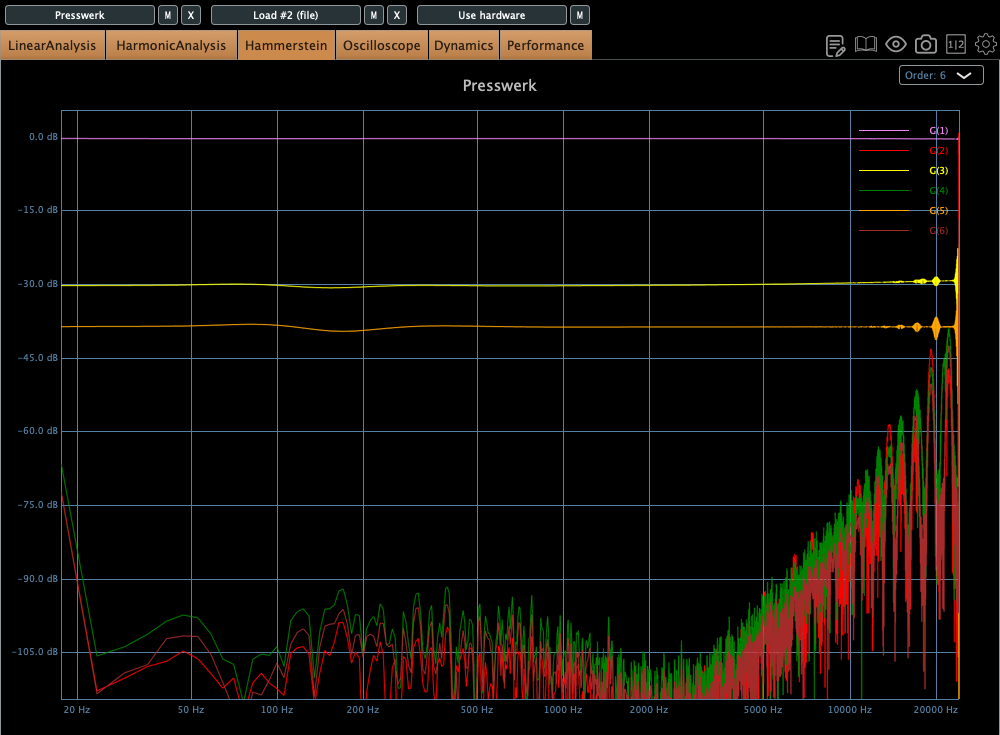 Presswerk M X Load #2 (file) M X Use hardware M
LinearAnalysis HarmonicAnalysis Hammerstein Oscilloscope Dynamics Performance 1|2
Order: 6
Presswerk
0.0 dB
-15.0 dB
-30.0 dB
-45.0 dB
-60.0 dB
-75.0 dB
-90.0 dB
-105.0 dB
G(1)
G(2)
G(3)
G(4)
G(5)
G(6)
20 Hz 50 Hz 100 Hz 200 Hz 500 Hz 1000 Hz 2000 Hz 5000 Hz 10000 Hz 20000 Hz